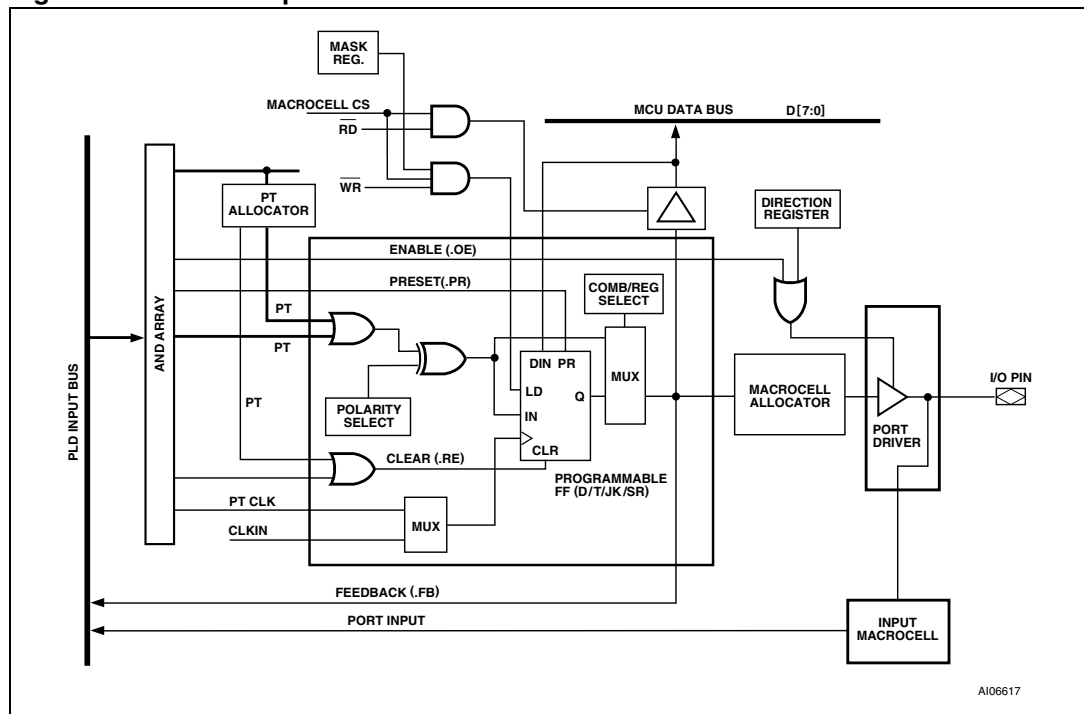 MASK
REG.
MACROCELL CS
RD
WR
MCU DATA BUS D[7:0]
DIRECTION
REGISTER
PT
ALLOCATOR
ENABLE (.OE)
PRESET(.PR)
COMB/REG
SELECT
PT
PT
PT
AND ARRAY
PLD INPUT BUS
POLARITY
SELECT
DIN PR
LD
IN
Q
CLR
MUX
MACROCELL
ALLOCATOR
PORT
DRIVER
I/O PIN
CLEAR (.RE)
PROGRAMMABLE
FF (D/T/JK/SR)
PT CLK
CLKIN
MUX
FEEDBACK (.FB)
PORT INPUT
INPUT
MACROCELL
AI06617